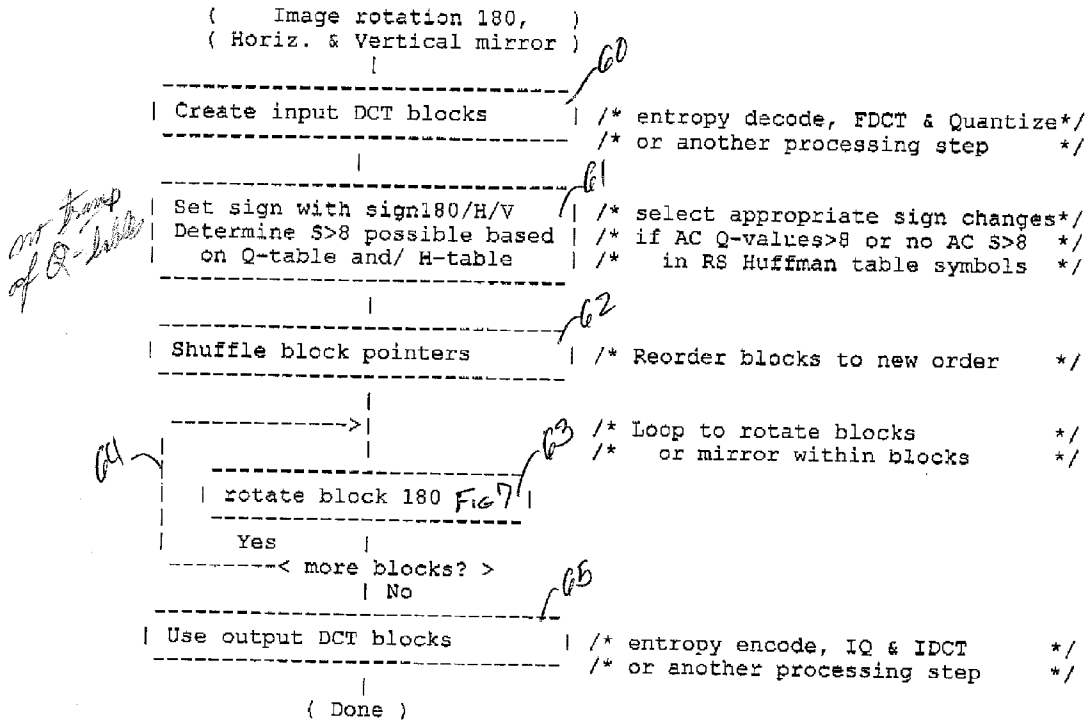 ( Image rotation 180, )
( Horiz. & Vertical mirror )
60
| Create input DCT blocks | /* entropy decode, FDCT & Quantize*/
/* or another processing step */
61
| Set sign with sign180/H/V | /* select appropriate sign changes*/
| Determine S>8 possible based | /* if AC Q-values>8 or no AC S>8 */
| on Q-table and/ H-table | /* in RS Huffman table symbols */
of Q-table
62
| Shuffle block pointers | /* Reorder blocks to new order */
63
/* Loop to rotate blocks */
/* or mirror within blocks */
64
| rotate block 180 FIG 7 |
Yes
< more blocks? >
No
65
| Use output DCT blocks | /* entropy encode, IQ & IDCT */
/* or another processing step */
( Done )